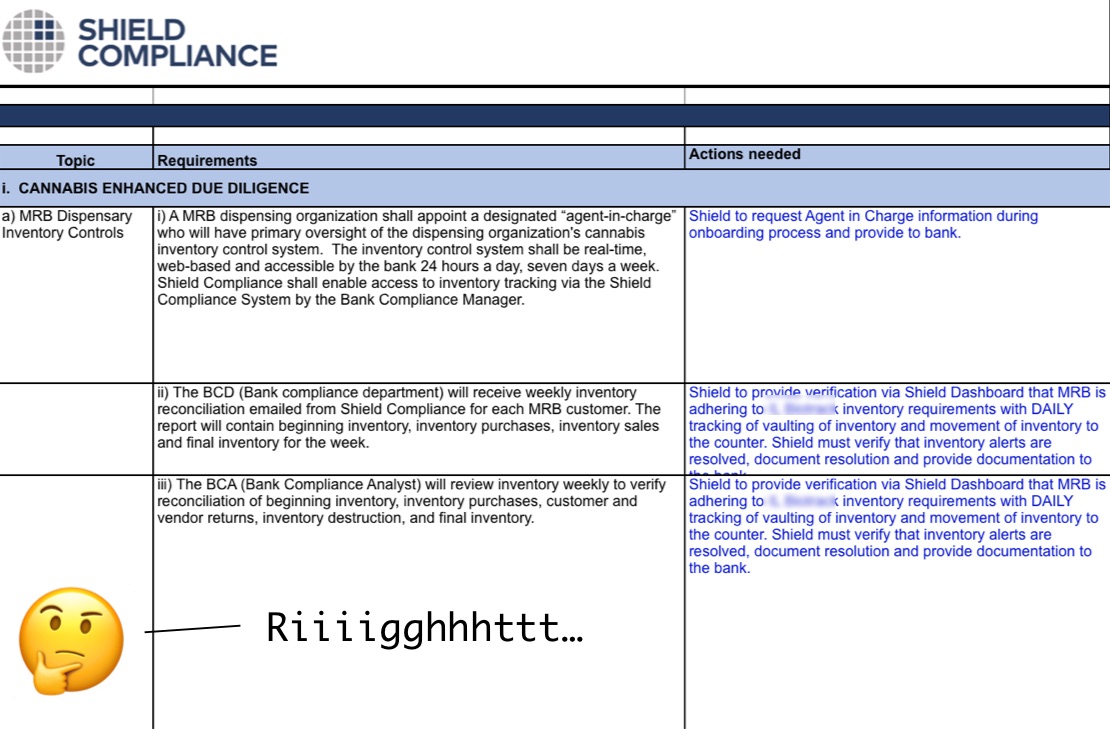 SHIELD
COMPLIANCE
Topic
Requirements
Actions needed
i. CANNABIS ENHANCED DUE DILIGENCE
a) MRB Dispensary
Inventory Controls
i) A MRB dispensing organization shall appoint a designated “agent-in-charge”
who will have primary oversight of the dispensing organization's cannabis
inventory control system. The inventory control system shall be real-time,
web-based and accessible by the bank 24 hours a day, seven days a week.
Shield Compliance shall enable access to inventory tracking via the Shield
Compliance System by the Bank Compliance Manager.
Shield to request Agent in Charge information during
onboarding process and provide to bank.
ii) The BCD (Bank compliance department) will receive weekly inventory
reconciliation emailed from Shield Compliance for each MRB customer. The
report will contain beginning inventory, inventory purchases, inventory sales
and final inventory for the week.
Shield to provide verification via Shield Dashboard that MRB is
adhering to inventory requirements with DAILY
tracking of vaulting of inventory and movement of inventory to
the counter. Shield must verify that inventory alerts are
resolved, document resolution and provide documentation to
iii) The BCA (Bank Compliance Analyst) will review inventory weekly to verify
reconciliation of beginning inventory, inventory purchases, customer and
vendor returns, inventory destruction, and final inventory.
Shield to provide verification via Shield Dashboard that MRB is
adhering to inventory requirements with DAILY
tracking of vaulting of inventory and movement of inventory to
the counter. Shield must verify that inventory alerts are
resolved, document resolution and provide documentation to
the bank.
Riiiigghhhttt…